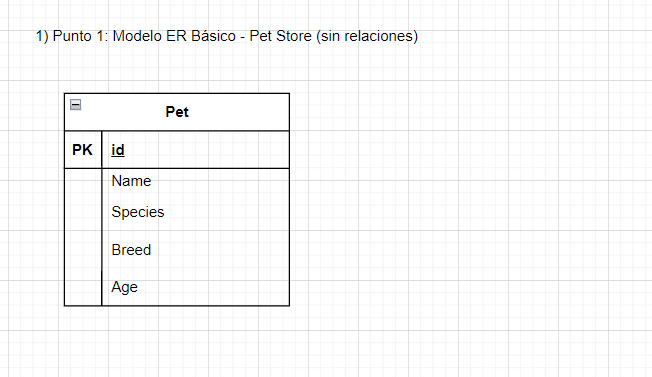 1) Punto 1: Modelo ER Básico - Pet Store (sin relaciones)
Pet
PK id
Name
Species
Breed
Age